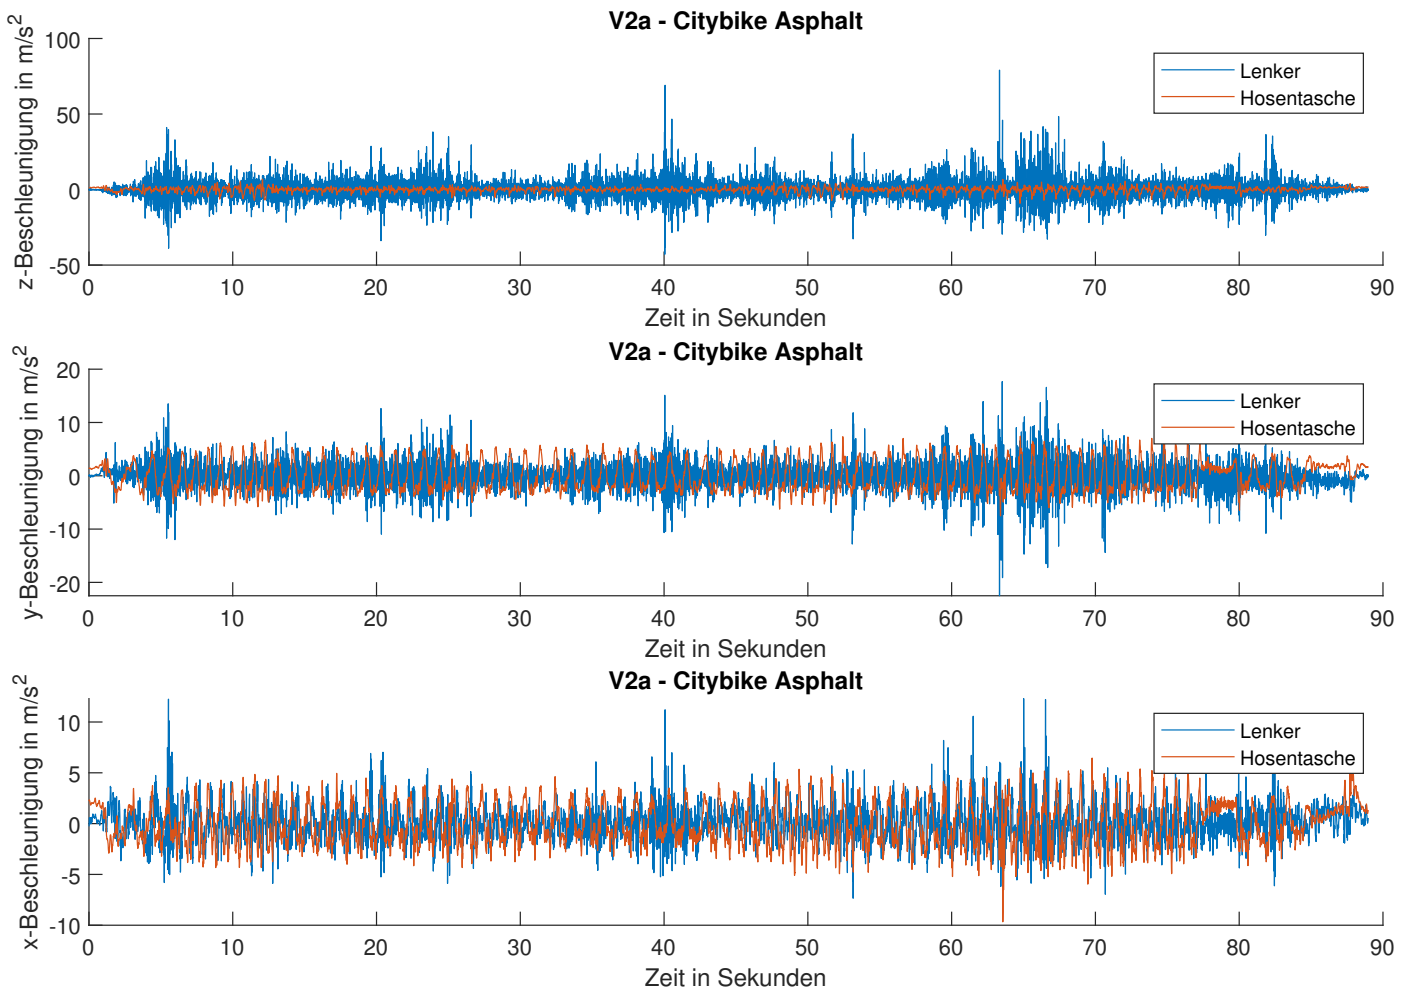 V2a - Citybike Asphalt
z-Beschleunigung in m/s²
100
50
0
-50
Lenker
Hosentasche
0 10 20 30 40 50 60 70 80 90
Zeit in Sekunden
V2a - Citybike Asphalt
y-Beschleunigung in m/s²
20
10
0
-10
-20
Lenker
Hosentasche
0 10 20 30 40 50 60 70 80 90
Zeit in Sekunden
V2a - Citybike Asphalt
x-Beschleunigung in m/s²
10
5
0
-5
-10
Lenker
Hosentasche
0 10 20 30 40 50 60 70 80 90
Zeit in Sekunden